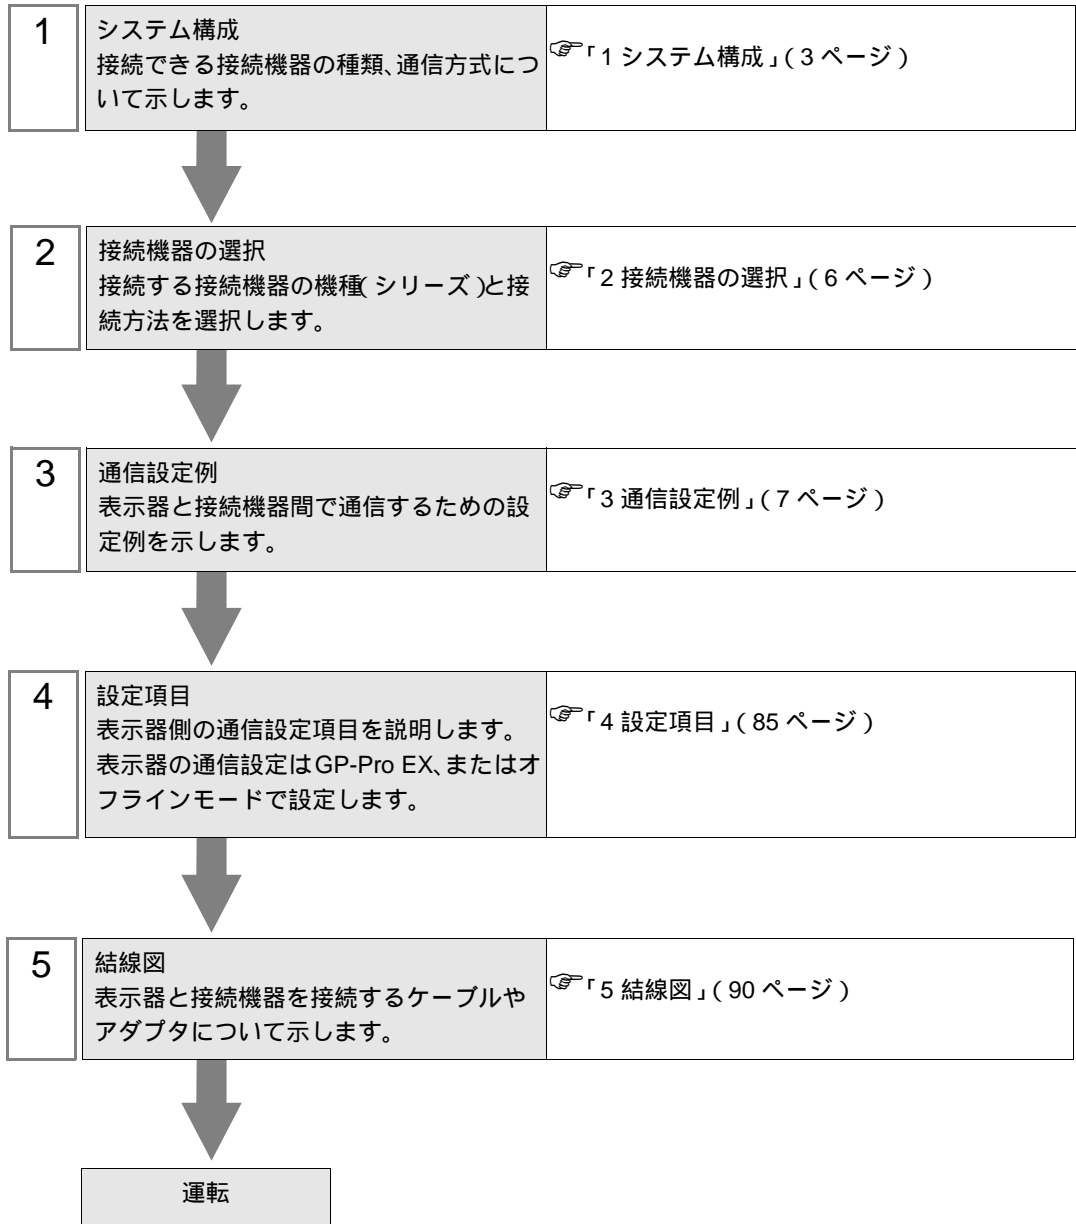 1
システム構成
接続できる接続機器の種類、通信方式につ
いて示します。
☞「1 システム構成」(3 ページ)
2
接続機器の選択
接続する接続機器の機種(シリーズ)と接
続方法を選択します。
☞「2 接続機器の選択」(6 ページ)
3
通信設定例
表示器と接続機器間で通信するための設
定例を示します。
☞「3 通信設定例」(7 ページ)
4
設定項目
表示器側の通信設定項目を説明します。
表示器の通信設定はGP-Pro EX、またはオ
フラインモードで設定します。
☞「4 設定項目」(85 ページ)
5
結線図
表示器と接続機器を接続するケーブルや
アダプタについて示します。
☞「5 結線図」(90 ページ)
運転